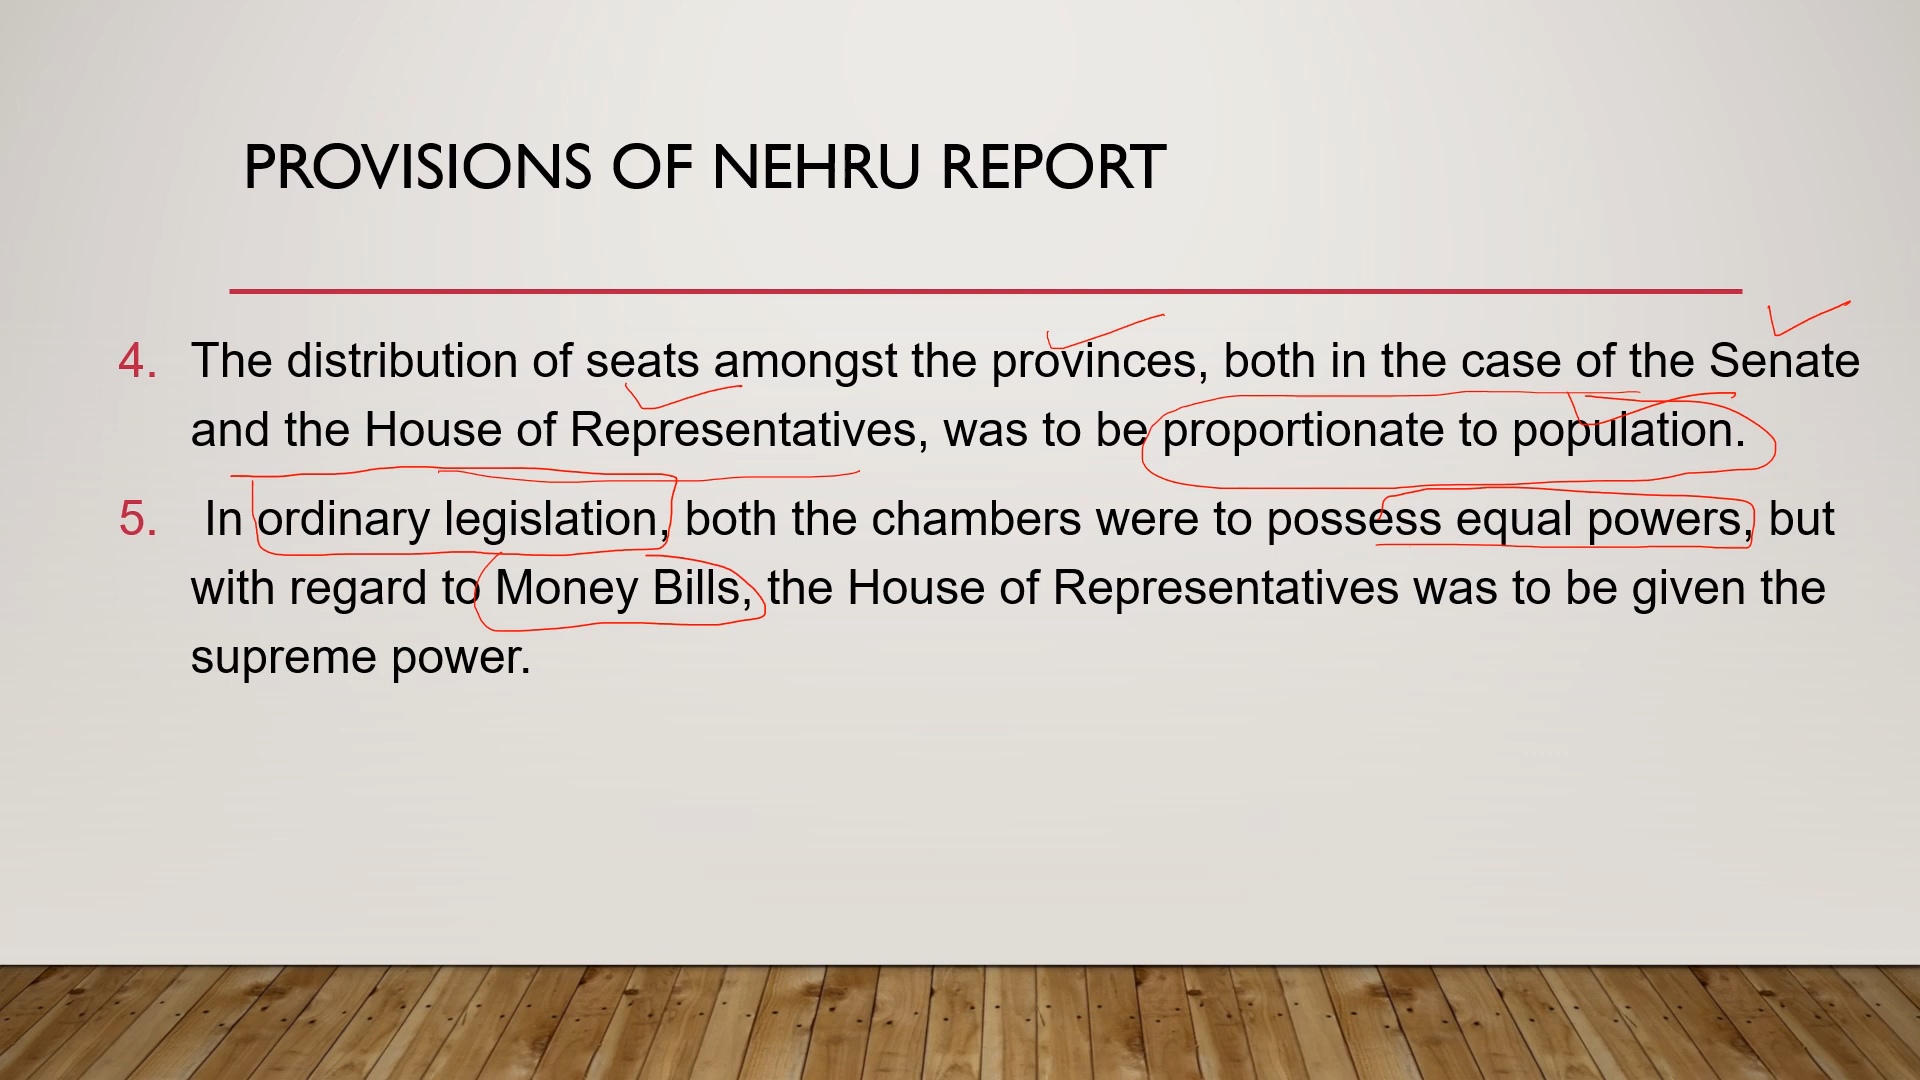 PROVISIONS OF NEHRU REPORT
4. The distribution of seats amongst the provinces, both in the case of the Senate
and the House of Representatives, was to be proportionate to population.
5. In ordinary legislation, both the chambers were to possess equal powers, but
with regard to Money Bills, the House of Representatives was to be given the
supreme power.